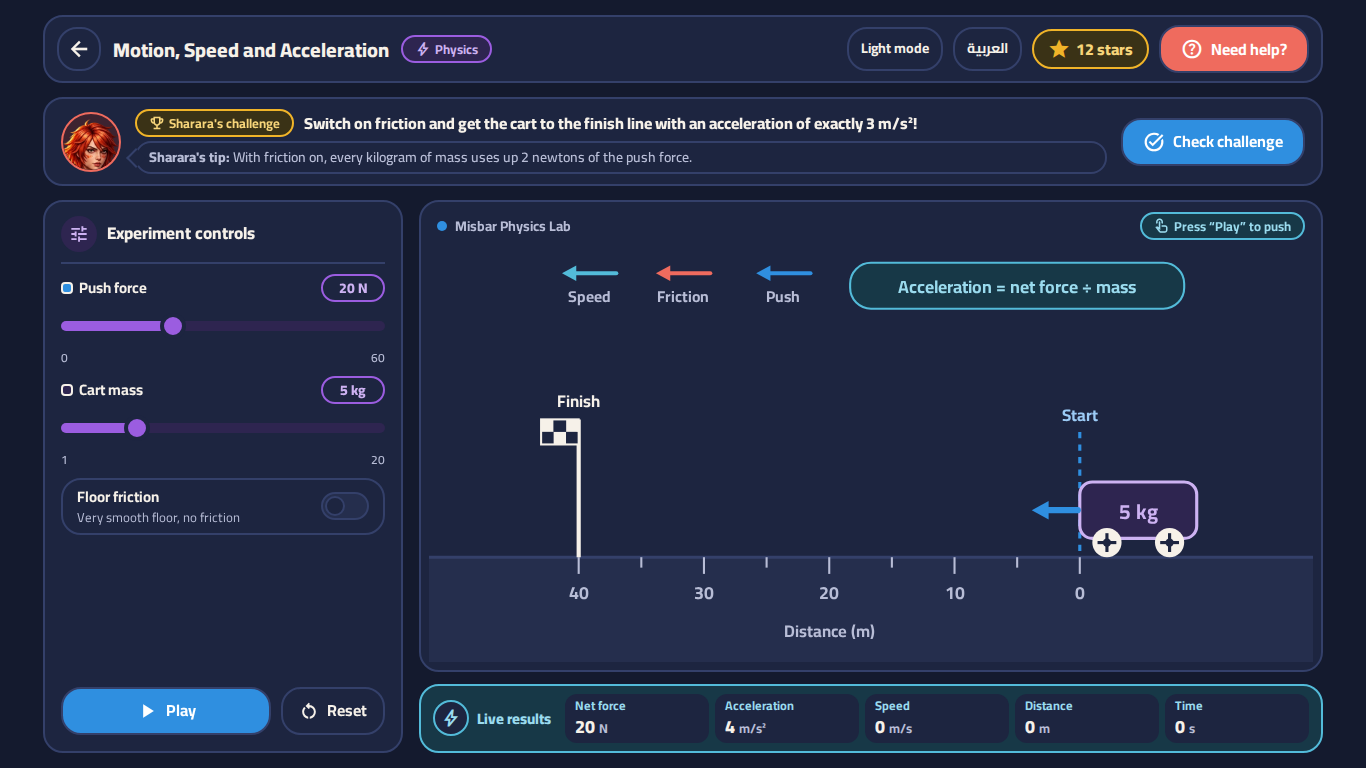 Motion, Speed and Acceleration
Physics
Light mode
العربية
12 stars
Need help?
Sharara's challenge
Switch on friction and get the cart to the finish line with an acceleration of exactly 3 m/s²!
Sharara's tip: With friction on, every kilogram of mass uses up 2 newtons of the push force.
Check challenge
Experiment controls
Push force
20 N
0
60
Cart mass
5 kg
1
20
Floor friction
Very smooth floor, no friction
Play
Reset
Misbar Physics Lab
Press "Play" to push
Speed
Friction
Push
Acceleration = net force ÷ mass
Finish
Start
5 kg
40
30
20
10
0
Distance (m)
Live results
Net force
20 N
Acceleration
4 m/s²
Speed
0 m/s
Distance
0 m
Time
0 s